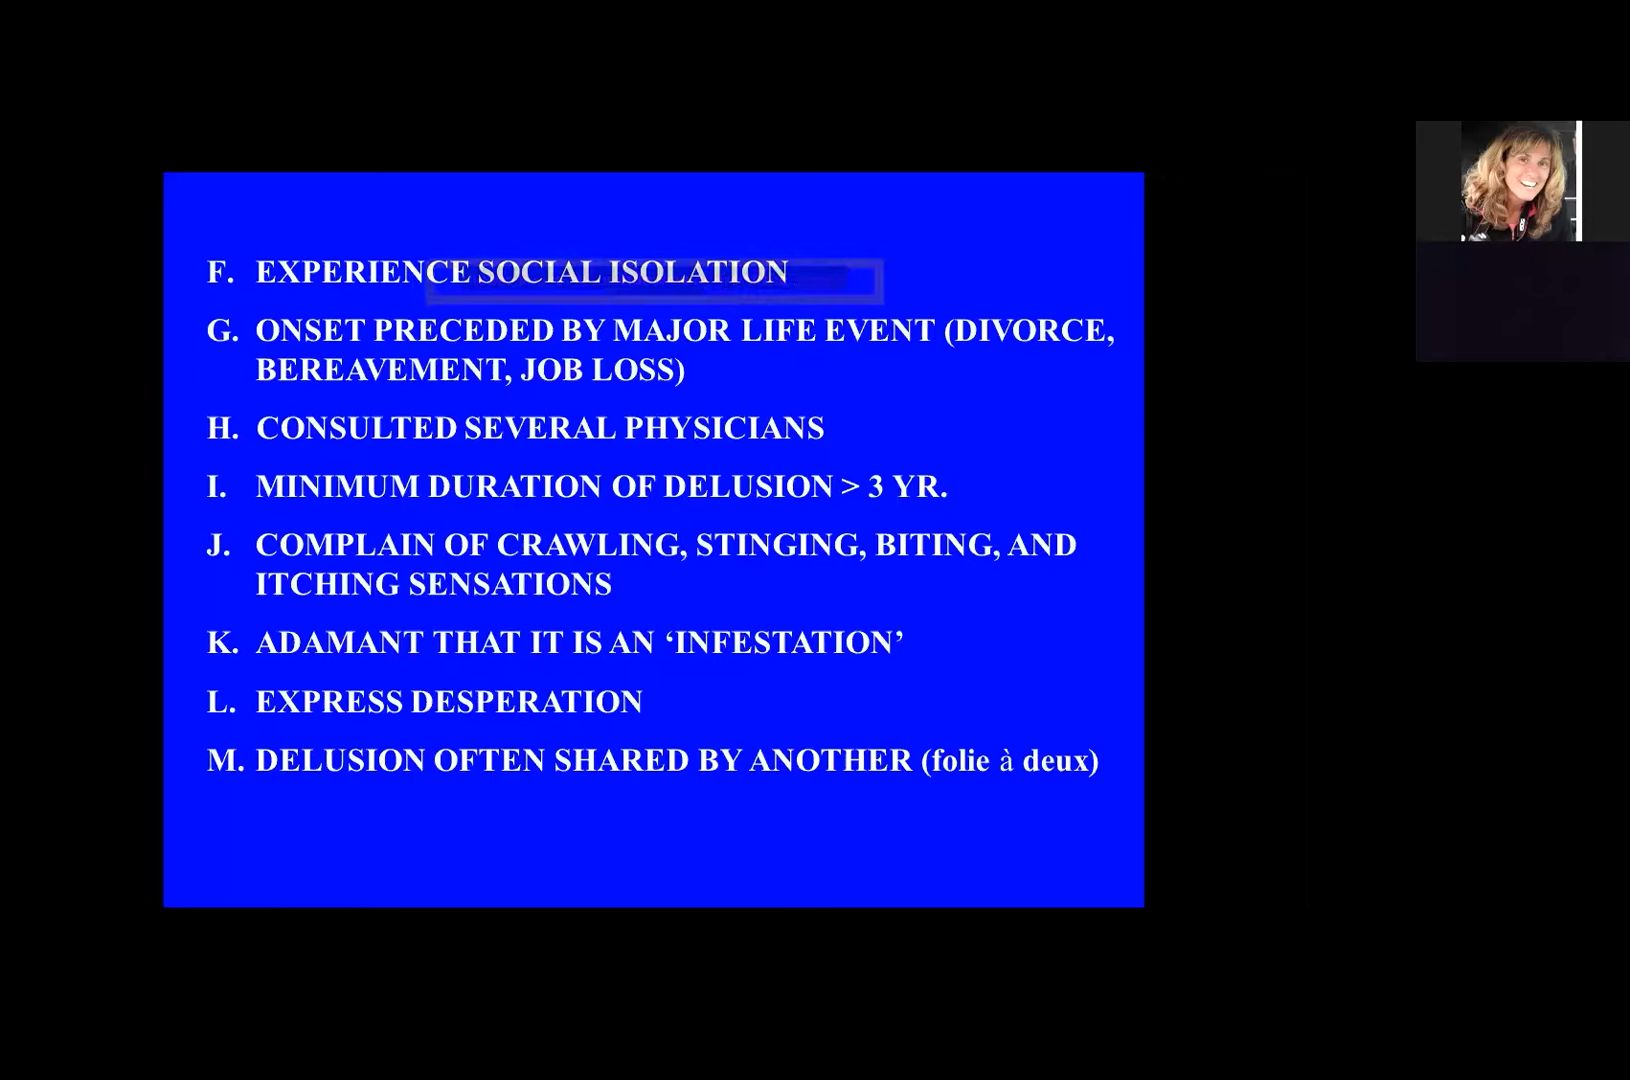 F. EXPERIENCE SOCIAL ISOLATION
G. ONSET PRECEDED BY MAJOR LIFE EVENT (DIVORCE,
BEREAVEMENT, JOB LOSS)
H. CONSULTED SEVERAL PHYSICIANS
I. MINIMUM DURATION OF DELUSION > 3 YR.
J. COMPLAIN OF CRAWLING, STINGING, BITING, AND
ITCHING SENSATIONS
K. ADAMANT THAT IT IS AN ‘INFESTATION’
L. EXPRESS DESPERATION
M. DELUSION OFTEN SHARED BY ANOTHER (folie à deux)